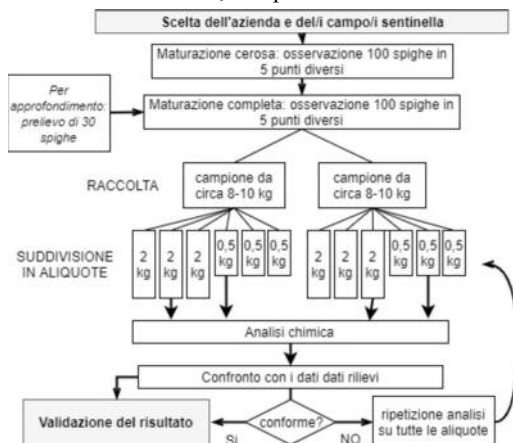 Scelta dell'azienda e del/i campo/i sentinella
Maturazione cerosa: osservazione 100 spighe in
5 punti diversi
Per
approfondimento:
prelievo di 30
spighe
Maturazione completa: osservazione 100 spighe in
5 punti diversi
RACCOLTA
campione da
circa 8-10 kg
campione da
circa 8-10 kg
SUDDIVISIONE
IN ALIQUOTE
2
kg
2
kg
2
kg
0,5
kg
0,5
kg
0,5
kg
2
kg
2
kg
2
kg
0,5
kg
0,5
kg
0,5
kg
Analisi chimica
Confronto con i dati dati rilievi
Validazione del risultato
conforme?
SI
NO
ripetizione analisi
su tutte le aliquote